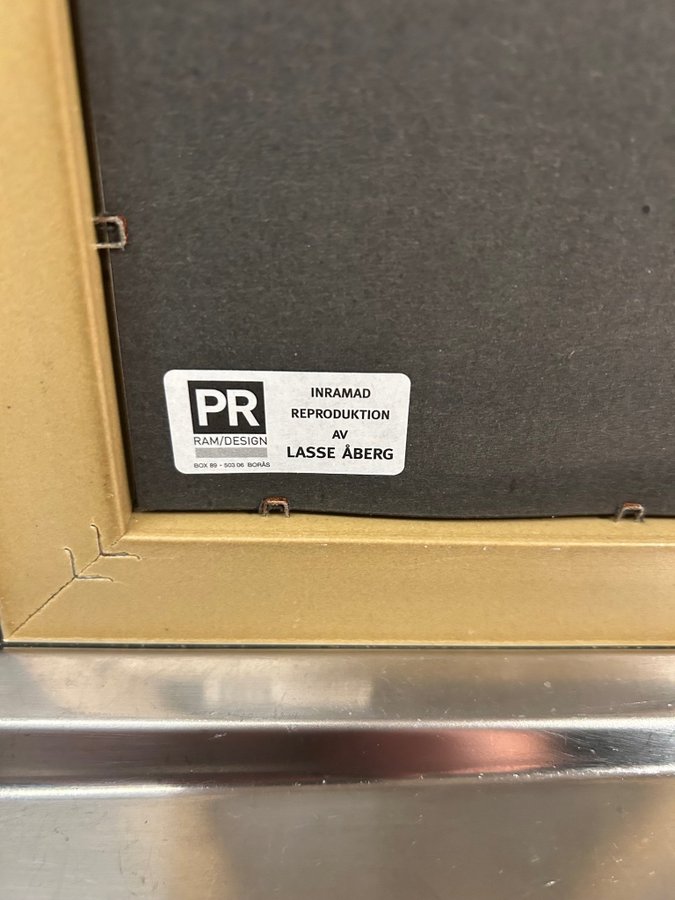 PR
RAM/DESIGN
BOX 89 - 503 06 BORÅS
INRAMAD
REPRODUKTION
AV
LASSE ÅBERG